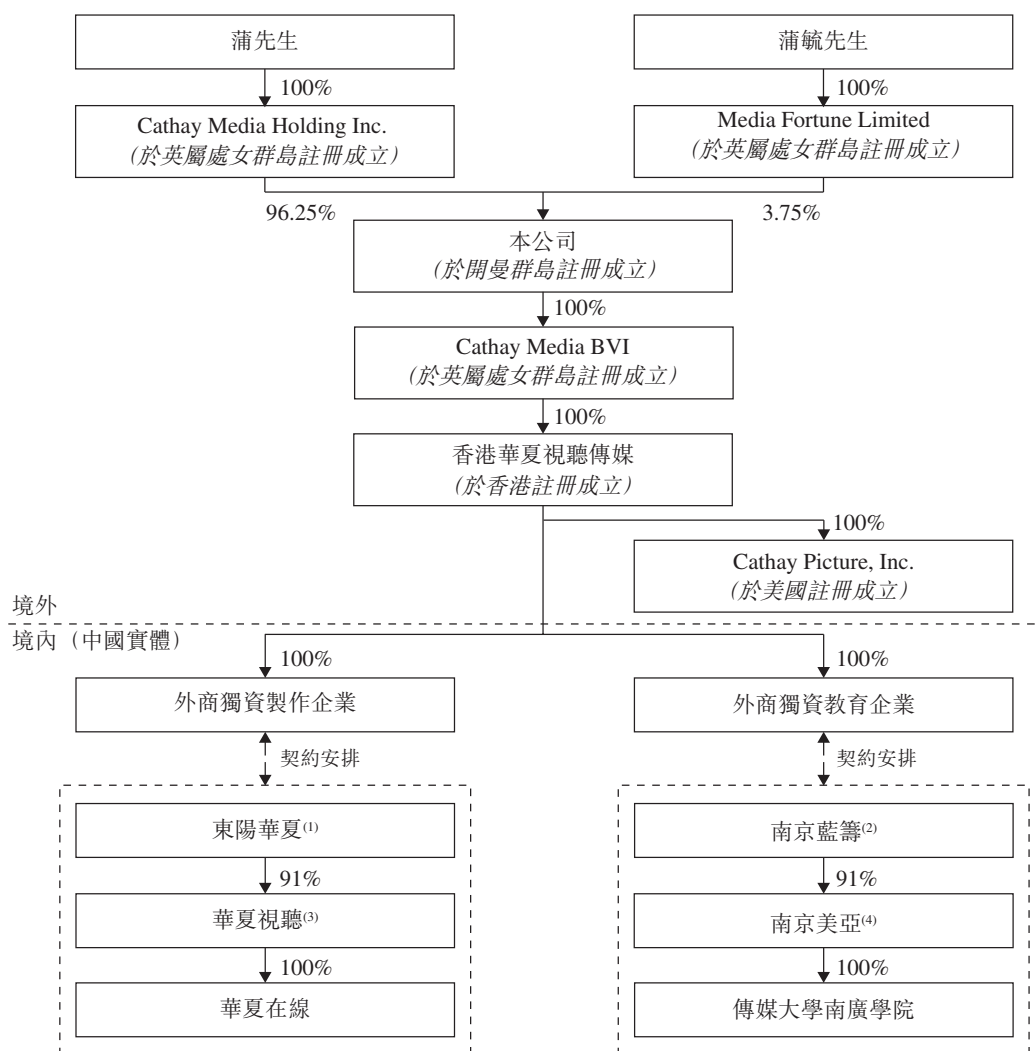 蒲先生
蒲毓先生
100%
100%
Cathay Media Holding Inc.
(於英屬處女群島註冊成立)
Media Fortune Limited
(於英屬處女群島註冊成立)
96.25%
3.75%
本公司
(於開曼群島註冊成立)
100%
Cathay Media BVI
(於英屬處女群島註冊成立)
100%
香港華夏視聽傳媒
(於香港註冊成立)
100%
Cathay Picture, Inc.
(於美國註冊成立)
境外
境內（中國實體）
100%
100%
外商獨資製作企業
外商獨資教育企業
契約安排
契約安排
東陽華夏(1)
南京藍籌(2)
91%
91%
華夏視聽(3)
南京美亞(4)
100%
100%
華夏在線
傳媒大學南廣學院